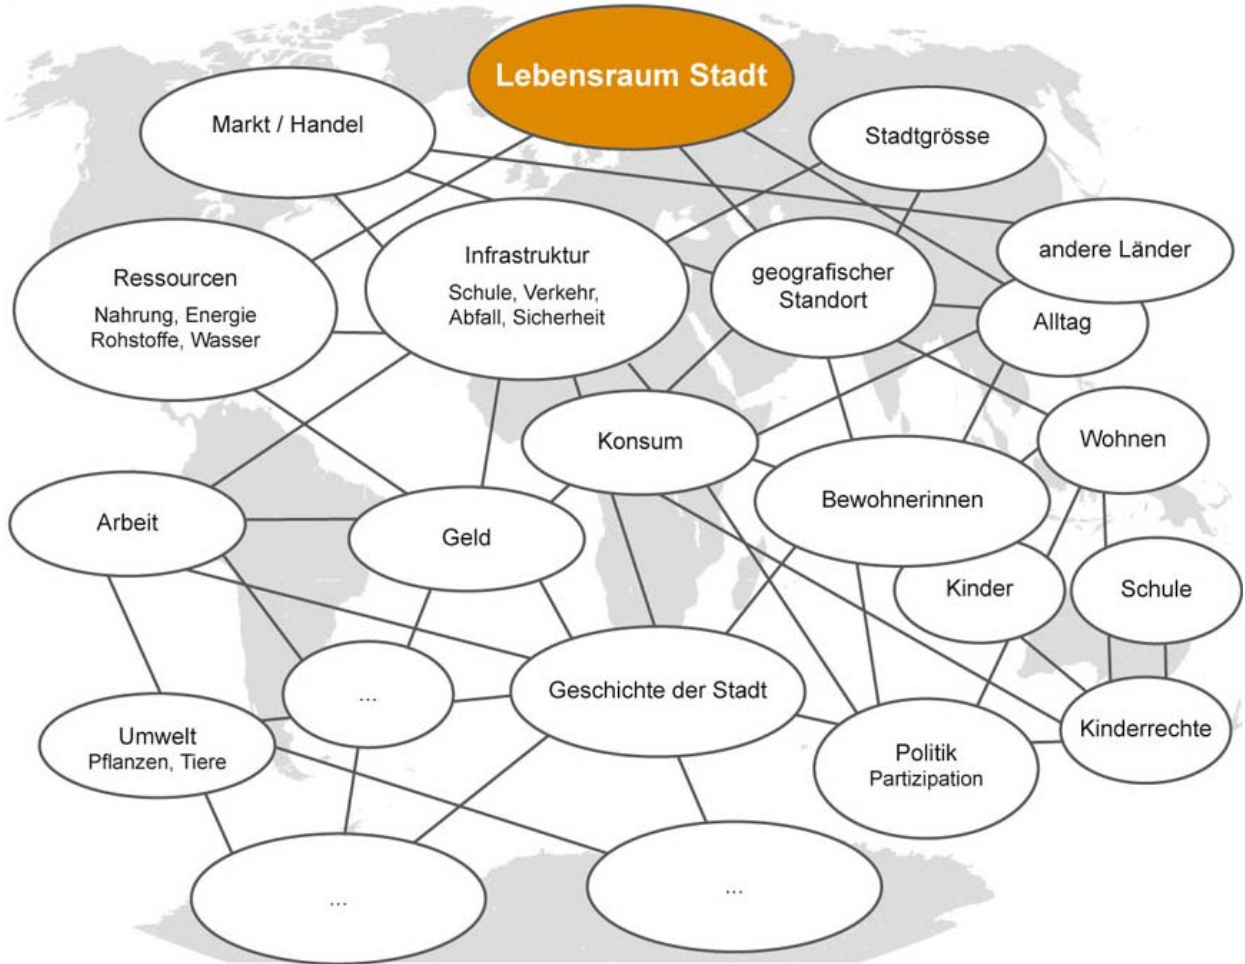 Lebensraum Stadt
Markt / Handel
Stadtgrösse
andere Länder
Ressourcen
Nahrung, Energie
Rohstoffe, Wasser
Infrastruktur
Schule, Verkehr,
Abfall, Sicherheit
geografischer
Standort
Alltag
Konsum
Wohnen
Arbeit
Geld
Bewohnerinnen
Kinder
Schule
...
Geschichte der Stadt
Umwelt
Pflanzen, Tiere
Politik
Partizipation
Kinderrechte
...
...